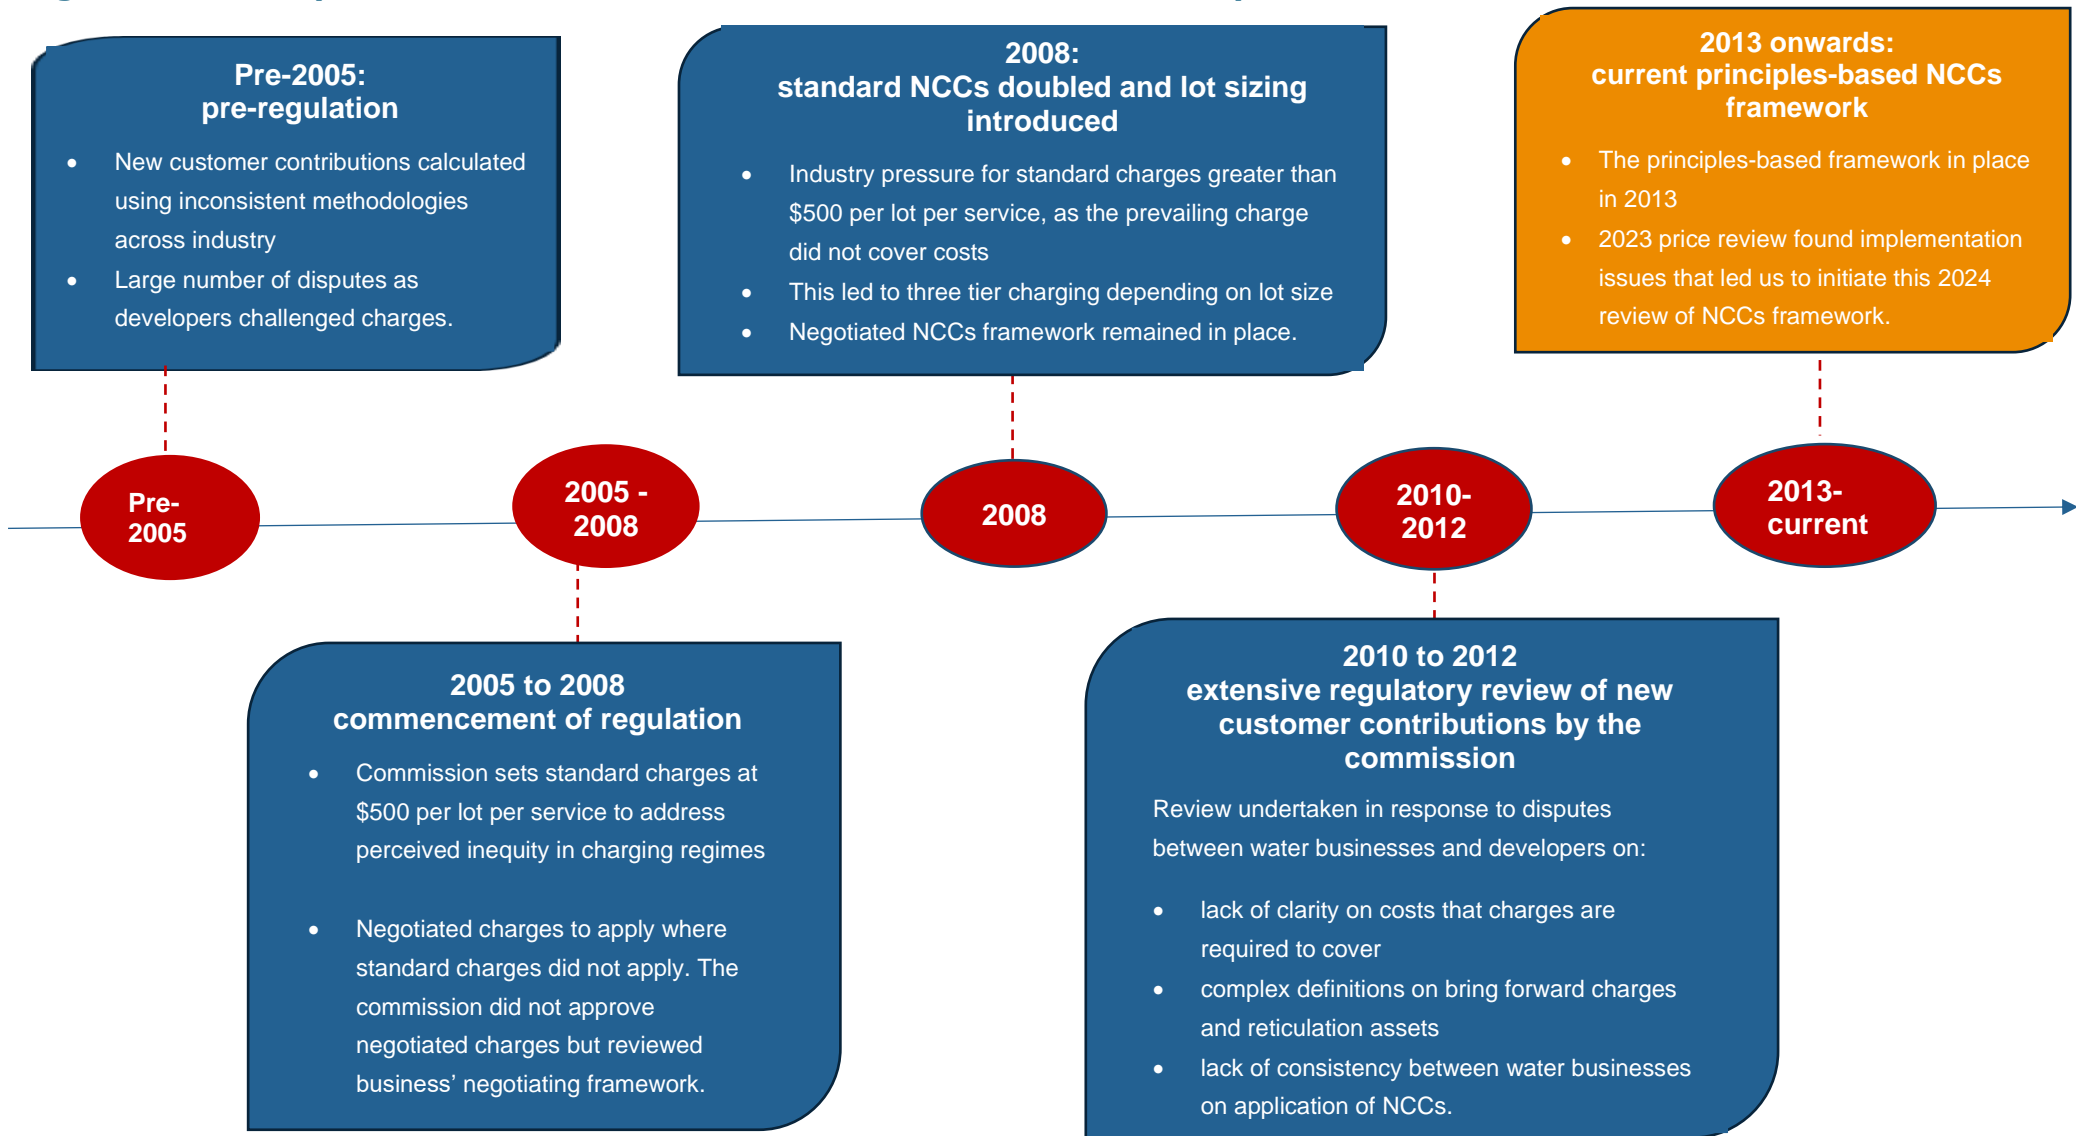 Pre-2005:
pre-regulation
• New customer contributions calculated
using inconsistent methodologies
across industry
• Large number of disputes as
developers challenged charges.
2008:
standard NCCs doubled and lot sizing
introduced
• Industry pressure for standard charges greater than
$500 per lot per service, as the prevailing charge
did not cover costs
• This led to three tier charging depending on lot size
• Negotiated NCCs framework remained in place.
2013 onwards:
current principles-based NCCs
framework
• The principles-based framework in place
in 2013
• 2023 price review found implementation
issues that led us to initiate this 2024
review of NCCs framework.
Pre-
2005
2005 -
2008
2008
2010-
2012
2013-
current
2005 to 2008
commencement of regulation
• Commission sets standard charges at
$500 per lot per service to address
perceived inequity in charging regimes
• Negotiated charges to apply where
standard charges did not apply. The
commission did not approve
negotiated charges but reviewed
business’ negotiating framework.
2010 to 2012
extensive regulatory review of new
customer contributions by the
commission
Review undertaken in response to disputes
between water businesses and developers on:
• lack of clarity on costs that charges are
required to cover
• complex definitions on bring forward charges
and reticulation assets
• lack of consistency between water businesses
on application of NCCs.